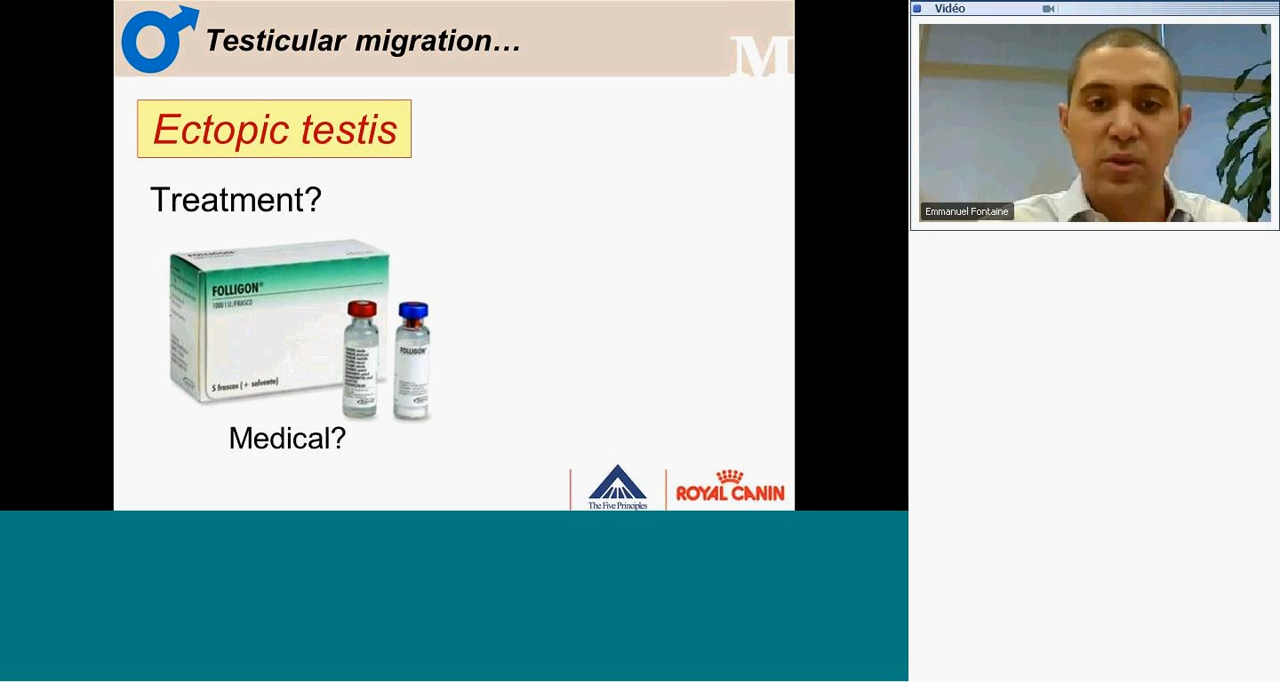 Testicular migration…
M
Ectopic testis
Treatment?
FOLLIGON®
FOLLIGON®
1000 I.U./FRASCO
5 frascos (+ solvente)
FOLLIGON®
Medical?
The Five Principles
ROYAL CANIN
Vidéo
Emmanuel Fontaine